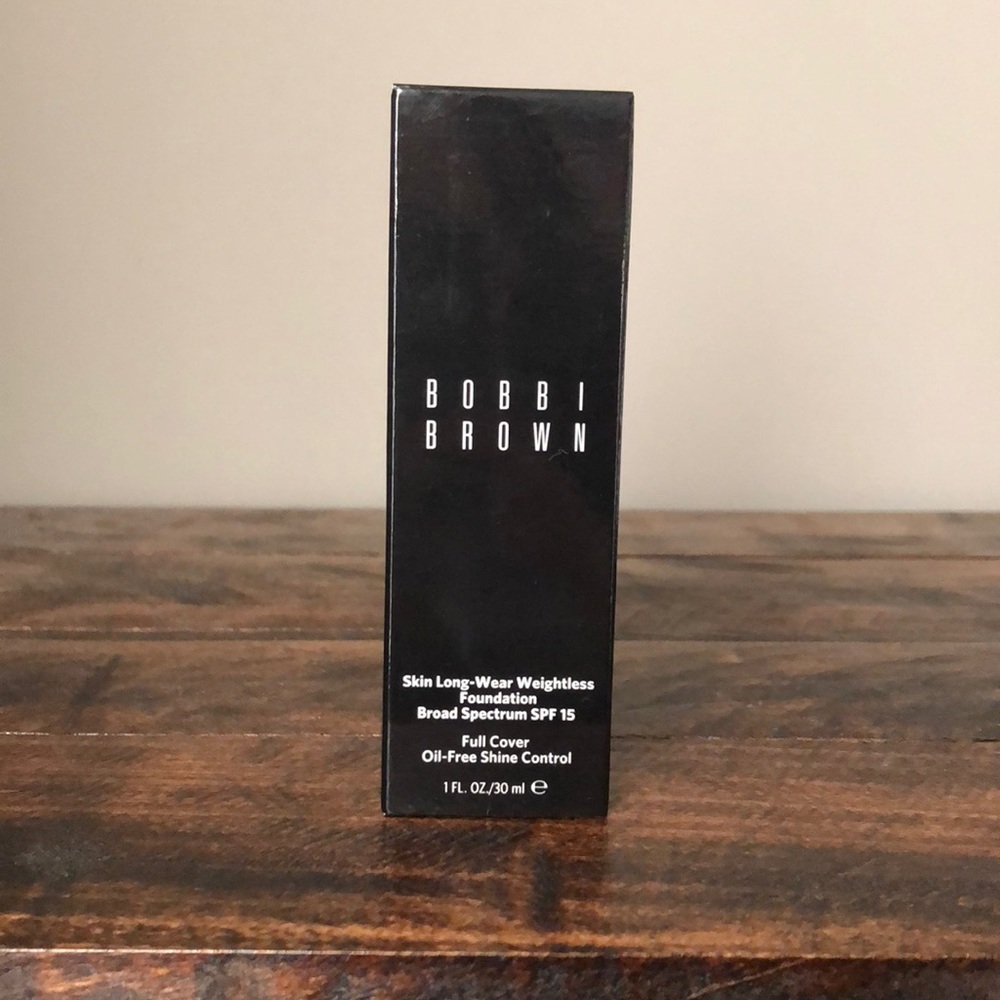 BOBBI
BROWN
Skin Long-Wear Weightless
Foundation
Broad Spectrum SPF 15
Full Cover
Oil-Free Shine Control
1 FL. OZ./30 ml ℮